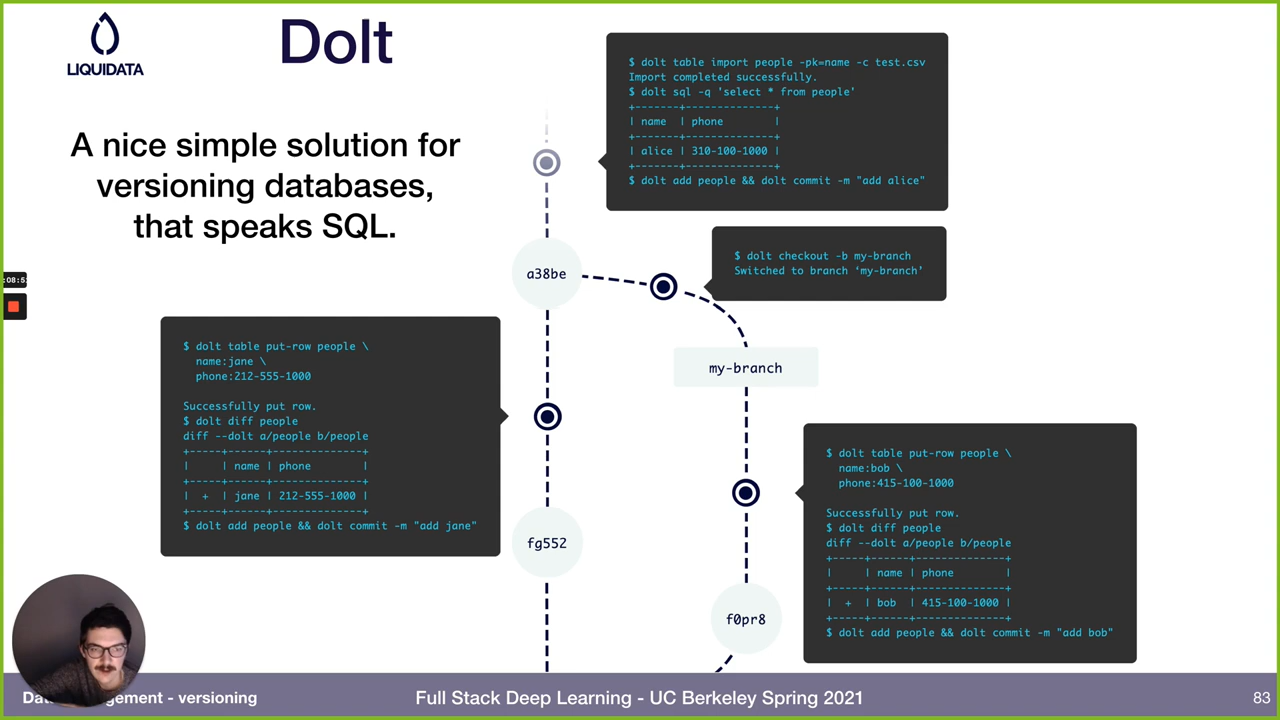 LIQUIDATA
Dolt
A nice simple solution for
versioning databases,
that speaks SQL.
$ dolt table import people -pk=name -c test.csv
Import completed successfully.
$ dolt sql -q 'select * from people'
+-------+--------------+
| name  | phone        |
+-------+--------------+
| alice | 310-100-1000 |
+-------+--------------+
$ dolt add people && dolt commit -m "add alice"
a38be
$ dolt checkout -b my-branch
Switched to branch ‘my-branch’
my-branch
$ dolt table put-row people \
name:jane \
phone:212-555-1000
Successfully put row.
$ dolt diff people
diff --dolt a/people b/people
+-----+------+--------------+
|     | name | phone        |
+-----+------+--------------+
|  +  | jane | 212-555-1000 |
+-----+------+--------------+
$ dolt add people && dolt commit -m "add jane"
fg552
$ dolt table put-row people \
name:bob \
phone:415-100-1000
Successfully put row.
$ dolt diff people
diff --dolt a/people b/people
+-----+------+--------------+
|     | name | phone        |
+-----+------+--------------+
|  +  | bob  | 415-100-1000 |
+-----+------+--------------+
$ dolt add people && dolt commit -m "add bob"
f0pr8
- versioning
Full Stack Deep Learning - UC Berkeley Spring 2021
83